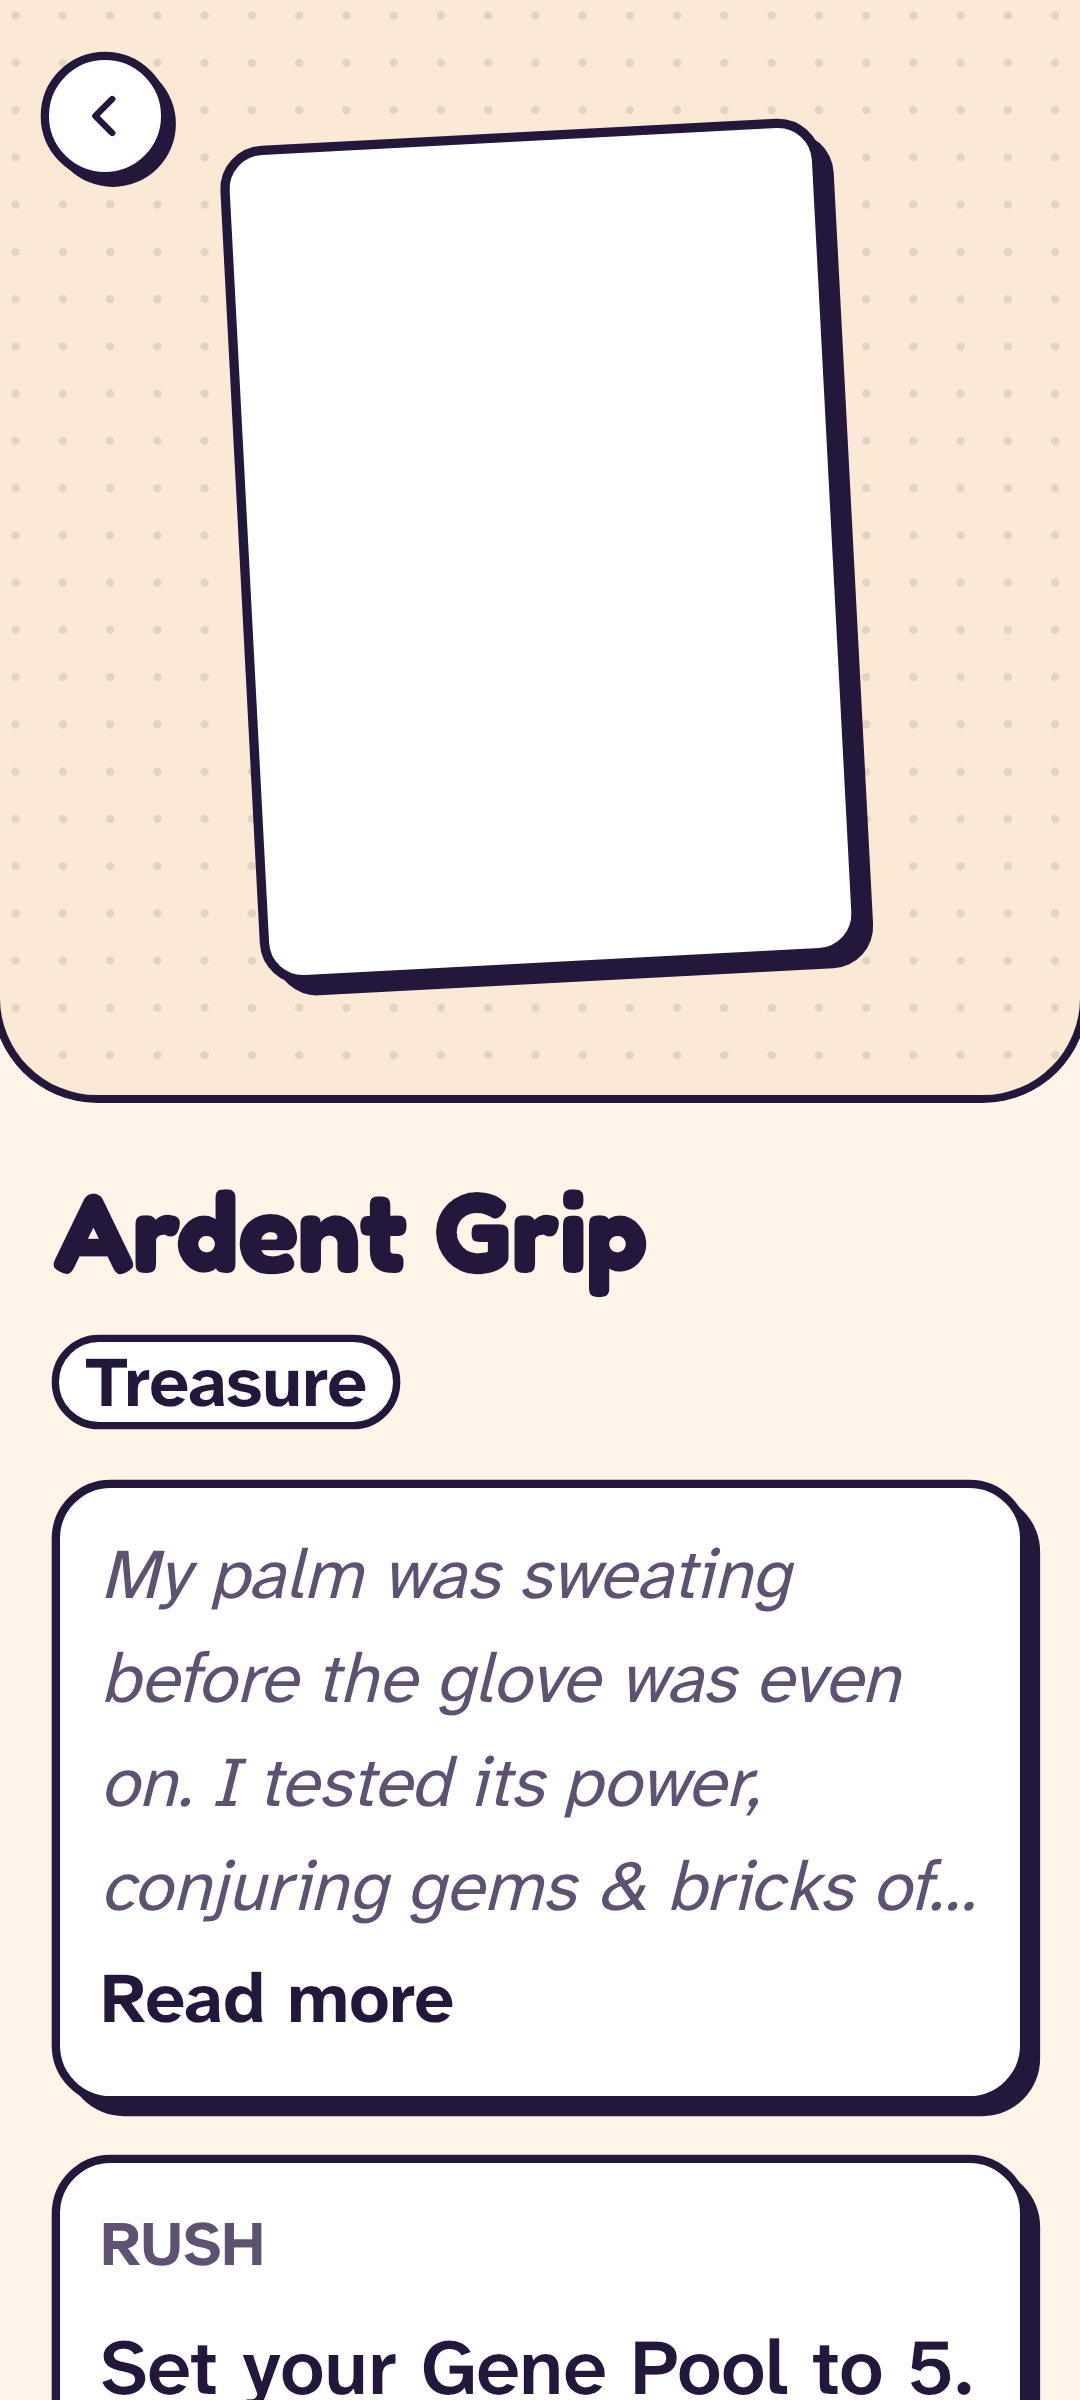 Ardent Grip
Treasure
My palm was sweating
before the glove was even
on. I tested its power,
conjuring gems & bricks of...
Read more
RUSH
Set your Gene Pool to 5.